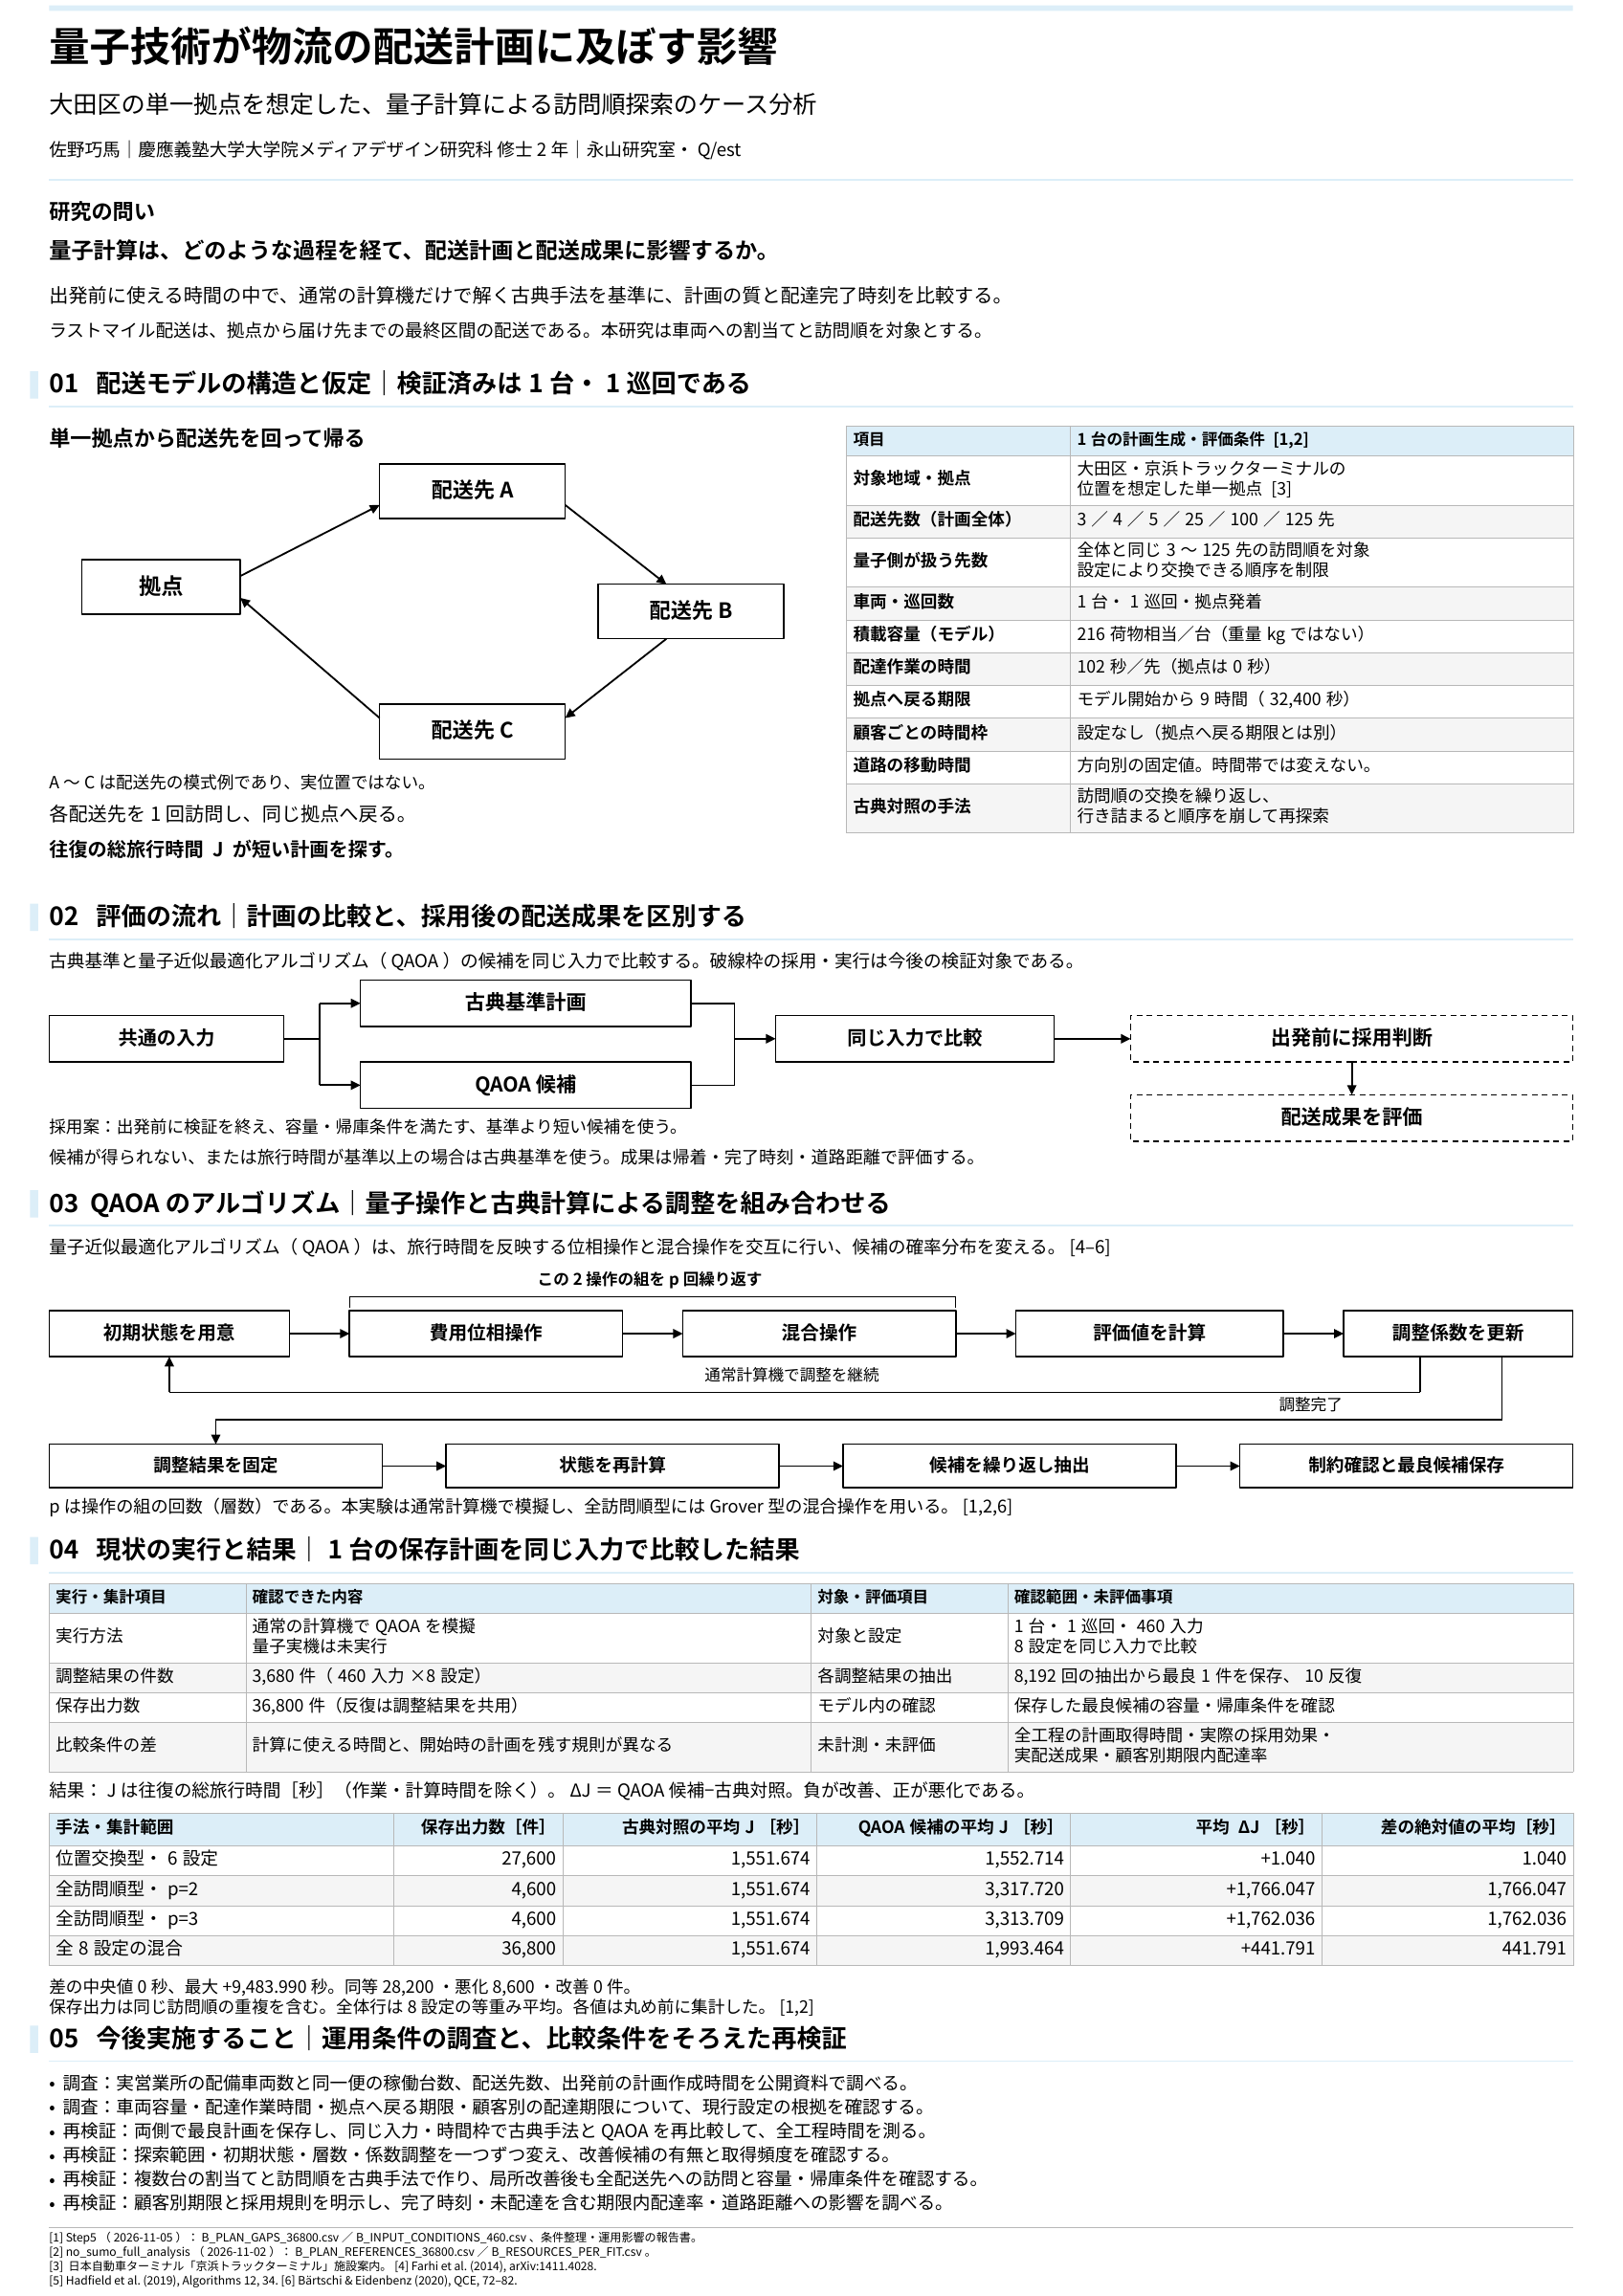 量子技術が物流の配送計画に及ぼす影響
大田区の単一拠点を想定した、量子計算による訪問順探索のケース分析
佐野巧馬｜慶應義塾大学大学院メディアデザイン研究科 修士 2 年｜永山研究室・ Q/est
研究の問い
量子計算は、どのような過程を経て、配送計画と配送成果に影響するか。
出発前に使える時間の中で、通常の計算機だけで解く古典手法を基準に、計画の質と配達完了時刻を比較する。
ラストマイル配送は、拠点から届け先までの最終区間の配送である。本研究は車両への割当てと訪問順を対象とする。
01 配送モデルの構造と仮定｜検証済みは 1 台・ 1 巡回である
単一拠点から配送先を回って帰る
配送先 A
拠点
配送先 B
配送先 C
A ～ C は配送先の模式例であり、実位置ではない。
各配送先を 1 回訪問し、同じ拠点へ戻る。
往復の総旅行時間 J が短い計画を探す。
項目 1 台の計画生成・評価条件 [1,2]
対象地域・拠点 大田区・京浜トラックターミナルの
位置を想定した単一拠点 [3]
配送先数（計画全体） 3 ／ 4 ／ 5 ／ 25 ／ 100 ／ 125 先
量子側が扱う先数 全体と同じ 3 ～ 125 先の訪問順を対象
設定により交換できる順序を制限
車両・巡回数 1 台・ 1 巡回・拠点発着
積載容量（モデル） 216 荷物相当／台（重量 kg ではない）
配達作業の時間 102 秒／先（拠点は 0 秒）
拠点へ戻る期限 モデル開始から 9 時間（ 32,400 秒）
顧客ごとの時間枠 設定なし（拠点へ戻る期限とは別）
道路の移動時間 方向別の固定値。時間帯では変えない。
古典対照の手法 訪問順の交換を繰り返し、
行き詰まると順序を崩して再探索
02 評価の流れ｜計画の比較と、採用後の配送成果を区別する
古典基準と量子近似最適化アルゴリズム（ QAOA ）の候補を同じ入力で比較する。破線枠の採用・実行は今後の検証対象である。
共通の入力
古典基準計画
QAOA 候補
同じ入力で比較
出発前に採用判断
配送成果を評価
採用案：出発前に検証を終え、容量・帰庫条件を満たす、基準より短い候補を使う。
候補が得られない、または旅行時間が基準以上の場合は古典基準を使う。成果は帰着・完了時刻・道路距離で評価する。
03 QAOA のアルゴリズム｜量子操作と古典計算による調整を組み合わせる
量子近似最適化アルゴリズム（ QAOA ）は、旅行時間を反映する位相操作と混合操作を交互に行い、候補の確率分布を変える。 [4–6]
この 2 操作の組を p 回繰り返す
初期状態を用意 費用位相操作 混合操作 評価値を計算 調整係数を更新
通常計算機で調整を継続
調整完了
調整結果を固定 状態を再計算 候補を繰り返し抽出 制約確認と最良候補保存
p は操作の組の回数（層数）である。本実験は通常計算機で模擬し、全訪問順型には Grover 型の混合操作を用いる。 [1,2,6]
04 現状の実行と結果｜ 1 台の保存計画を同じ入力で比較した結果
実行・集計項目 確認できた内容 対象・評価項目 確認範囲・未評価事項
実行方法 通常の計算機で QAOA を模擬
量子実機は未実行
対象と設定 1 台・ 1 巡回・ 460 入力
8 設定を同じ入力で比較
調整結果の件数 3,680 件（ 460 入力 ×8 設定） 各調整結果の抽出 8,192 回の抽出から最良 1 件を保存、 10 反復
保存出力数 36,800 件（反復は調整結果を共用） モデル内の確認 保存した最良候補の容量・帰庫条件を確認
比較条件の差 計算に使える時間と、開始時の計画を残す規則が異なる 未計測・未評価 全工程の計画取得時間・実際の採用効果・
実配送成果・顧客別期限内配達率
結果： J は往復の総旅行時間［秒］（作業・計算時間を除く）。 ΔJ ＝ QAOA 候補−古典対照。負が改善、正が悪化である。
手法・集計範囲 保存出力数［件］ 古典対照の平均 J ［秒］ QAOA 候補の平均 J ［秒］ 平均 ΔJ ［秒］ 差の絶対値の平均［秒］
位置交換型・ 6 設定 27,600 1,551.674 1,552.714 +1.040 1.040
全訪問順型・ p=2 4,600 1,551.674 3,317.720 +1,766.047 1,766.047
全訪問順型・ p=3 4,600 1,551.674 3,313.709 +1,762.036 1,762.036
全 8 設定の混合 36,800 1,551.674 1,993.464 +441.791 441.791
差の中央値 0 秒、最大 +9,483.990 秒。同等 28,200 ・悪化 8,600 ・改善 0 件。
保存出力は同じ訪問順の重複を含む。全体行は 8 設定の等重み平均。各値は丸め前に集計した。 [1,2]
05 今後実施すること｜運用条件の調査と、比較条件をそろえた再検証
• 調査：実営業所の配備車両数と同一便の稼働台数、配送先数、出発前の計画作成時間を公開資料で調べる。
• 調査：車両容量・配達作業時間・拠点へ戻る期限・顧客別の配達期限について、現行設定の根拠を確認する。
• 再検証：両側で最良計画を保存し、同じ入力・時間枠で古典手法と QAOA を再比較して、全工程時間を測る。
• 再検証：探索範囲・初期状態・層数・係数調整を一つずつ変え、改善候補の有無と取得頻度を確認する。
• 再検証：複数台の割当てと訪問順を古典手法で作り、局所改善後も全配送先への訪問と容量・帰庫条件を確認する。
• 再検証：顧客別期限と採用規則を明示し、完了時刻・未配達を含む期限内配達率・道路距離への影響を調べる。
[1] Step5 （ 2026-11-05 ）： B_PLAN_GAPS_36800.csv ／ B_INPUT_CONDITIONS_460.csv 、条件整理・運用影響の報告書。
[2] no_sumo_full_analysis （ 2026-11-02 ）： B_PLAN_REFERENCES_36800.csv ／ B_RESOURCES_PER_FIT.csv 。
[3] 日本自動車ターミナル「京浜トラックターミナル」施設案内。 [4] Farhi et al. (2014), arXiv:1411.4028.
[5] Hadfield et al. (2019), Algorithms 12, 34. [6] Bärtschi & Eidenbenz (2020), QCE, 72–82.